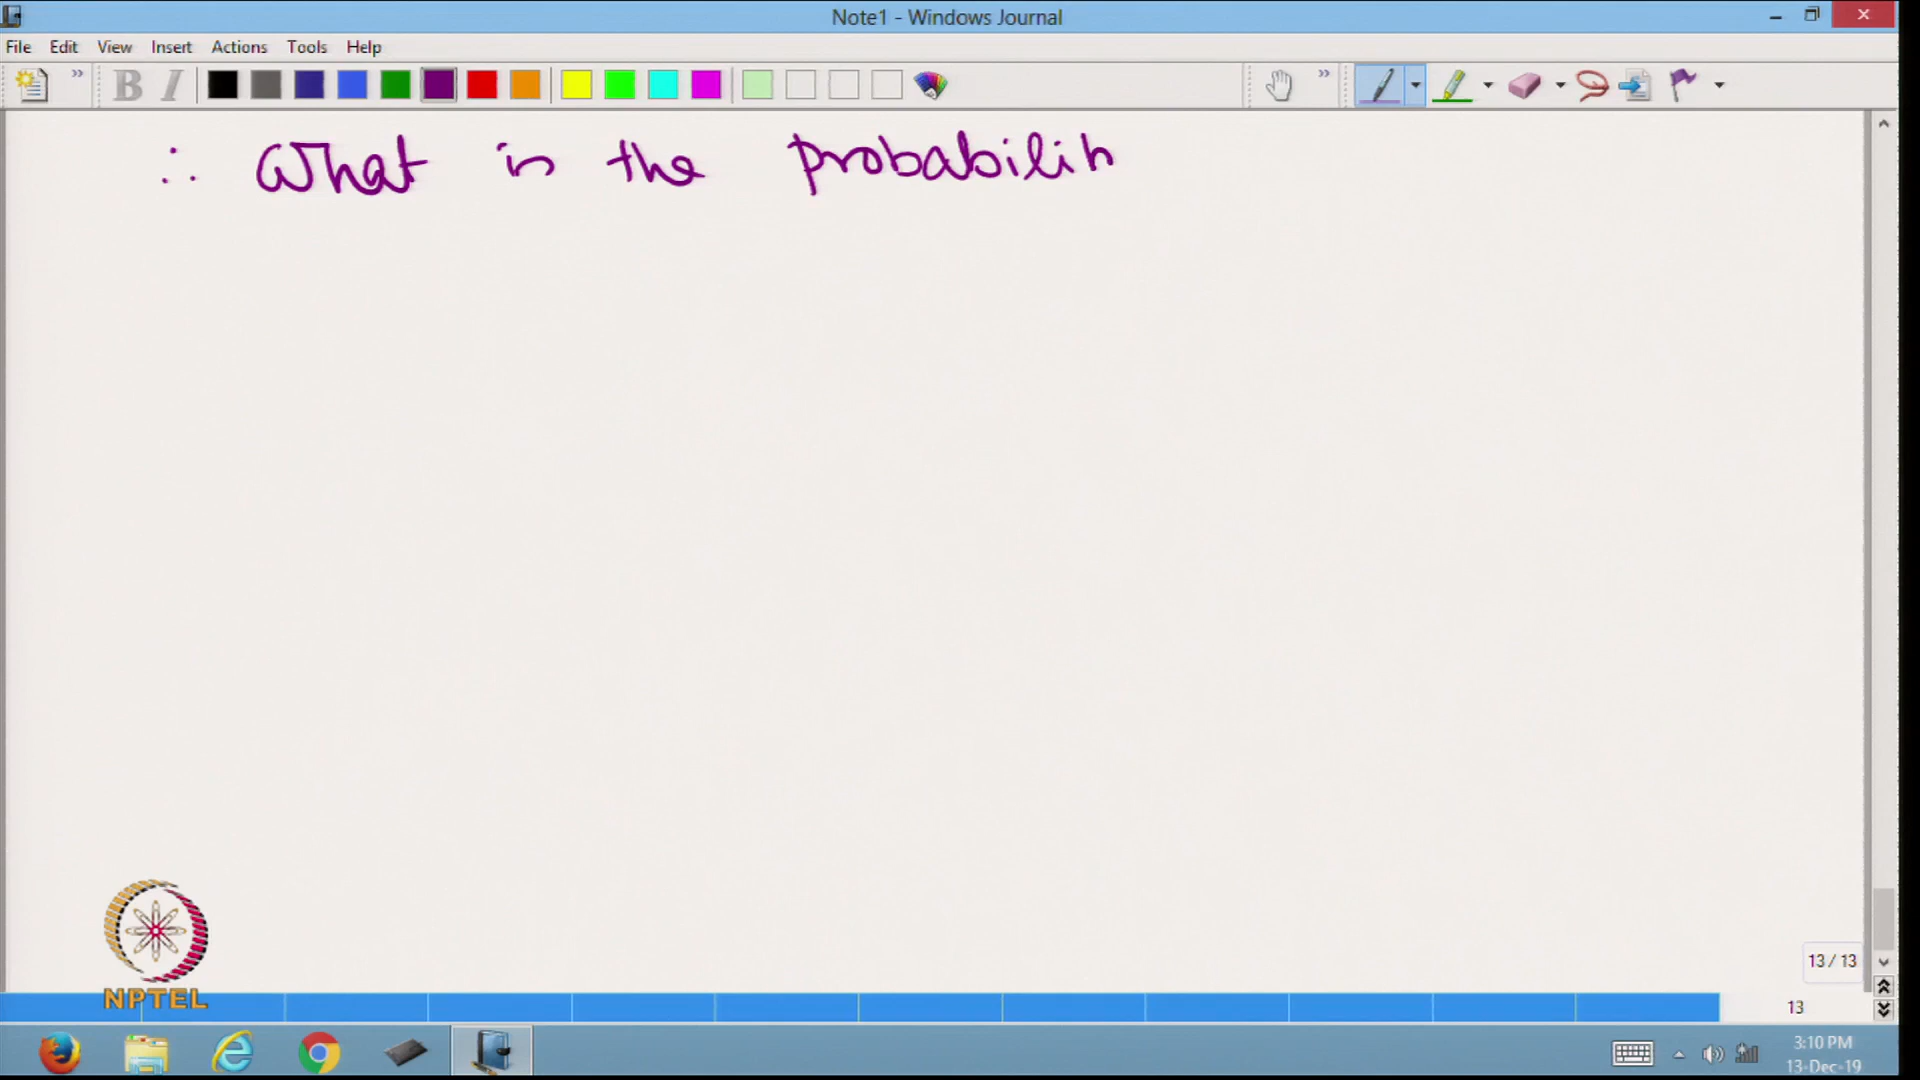 Note1 - Windows Journal
File Edit View Insert Actions Tools Help
B I
∴ What is the probabilit
13 / 13
NPTEL
13
3:10 PM
13-Dec-19